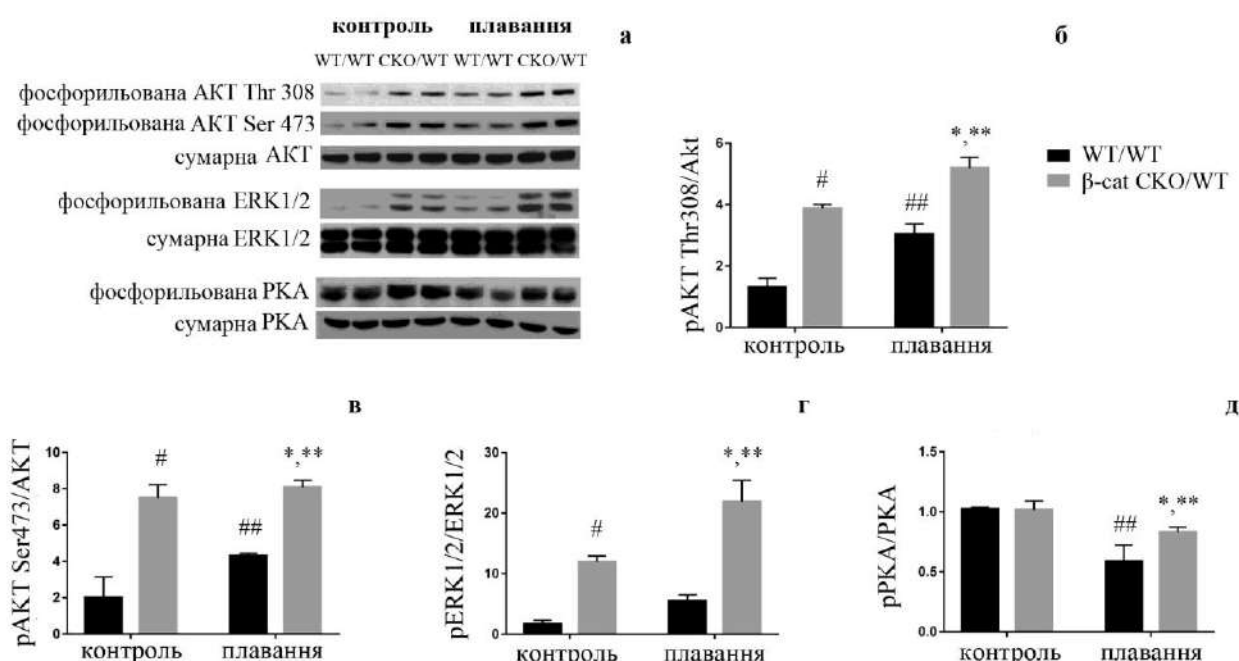 контроль плавання
а
б
WT/WT CKO/WT WT/WT CKO/WT
фосфорильована АКТ Thr 308
фосфорильована АКТ Ser 473
сумарна АКТ
фосфорильована ERK1/2
сумарна ERK1/2
фосфорильована РКА
сумарна РКА
pAKT Thr308/Akt
6
4
2
0
#
##
*,**
контроль плавання
WT/WT
β-cat CKO/WT
в
pAKT Ser473/AKT
10
8
6
4
2
0
#
##
*,**
контроль плавання
г
pERK1/2/ERK1/2
30
20
10
0
#
*,**
контроль плавання
д
pPKA/PKA
1.5
1.0
0.5
0.0
##
*,**
контроль плавання